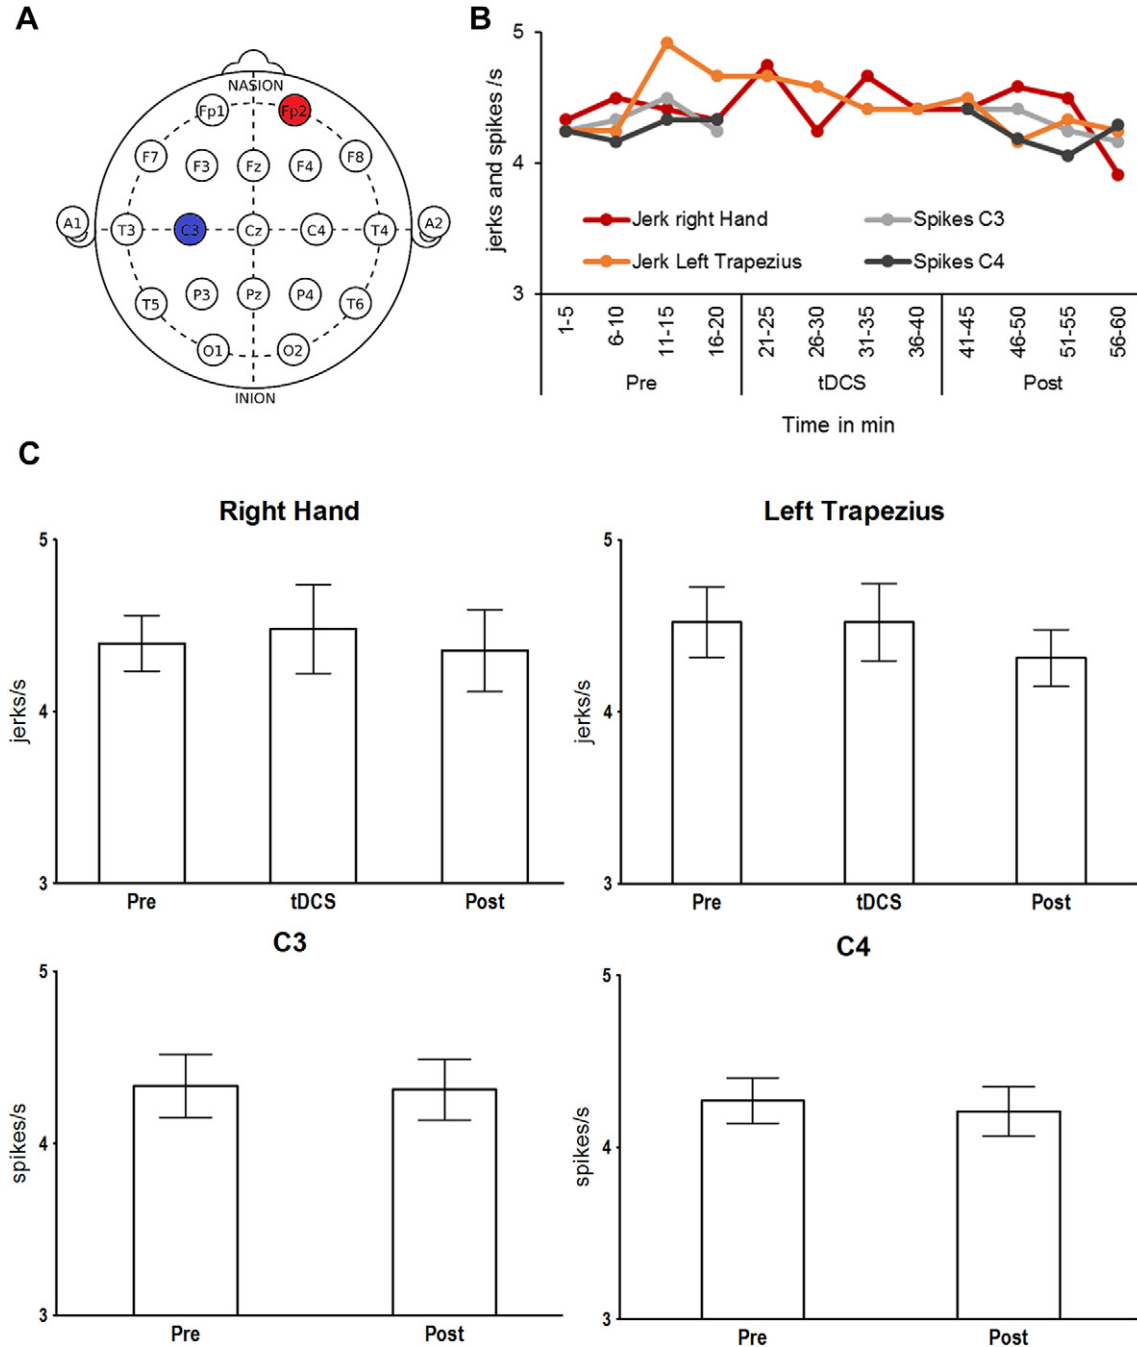 A
NASION
Fp1 Fp2
F7 F3 Fz F4 F8
A1 T3 C3 Cz C4 T4 A2
T5 P3 Pz P4 T6
O1 O2
INION
B
jerks and spikes /s
5
4
3
Jerk right Hand
Spikes C3
Jerk Left Trapezius
Spikes C4
1-5 6-10 11-15 16-20 21-25 26-30 31-35 36-40 41-45 46-50 51-55 56-60
Pre tDCS Post
Time in min
C
Right Hand
jerks/s
5
4
3
Pre tDCS Post
Left Trapezius
jerks/s
5
4
3
Pre tDCS Post
C3
spikes/s
5
4
3
Pre Post
C4
spikes/s
5
4
3
Pre Post